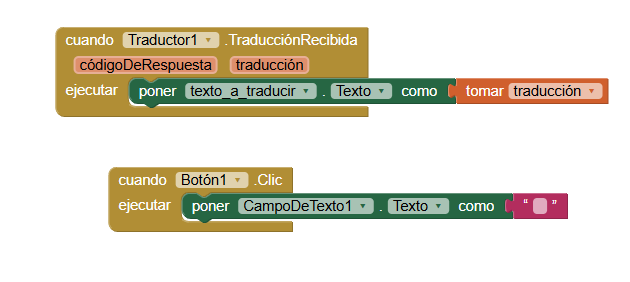 cuando Traductor1 .TraducciónRecibida
códigoDeRespuesta traducción
ejecutar poner texto_a_traducir . Texto como tomar traducción
cuando Botón1 .Clic
ejecutar poner CampoDeTexto1 . Texto como “ ”